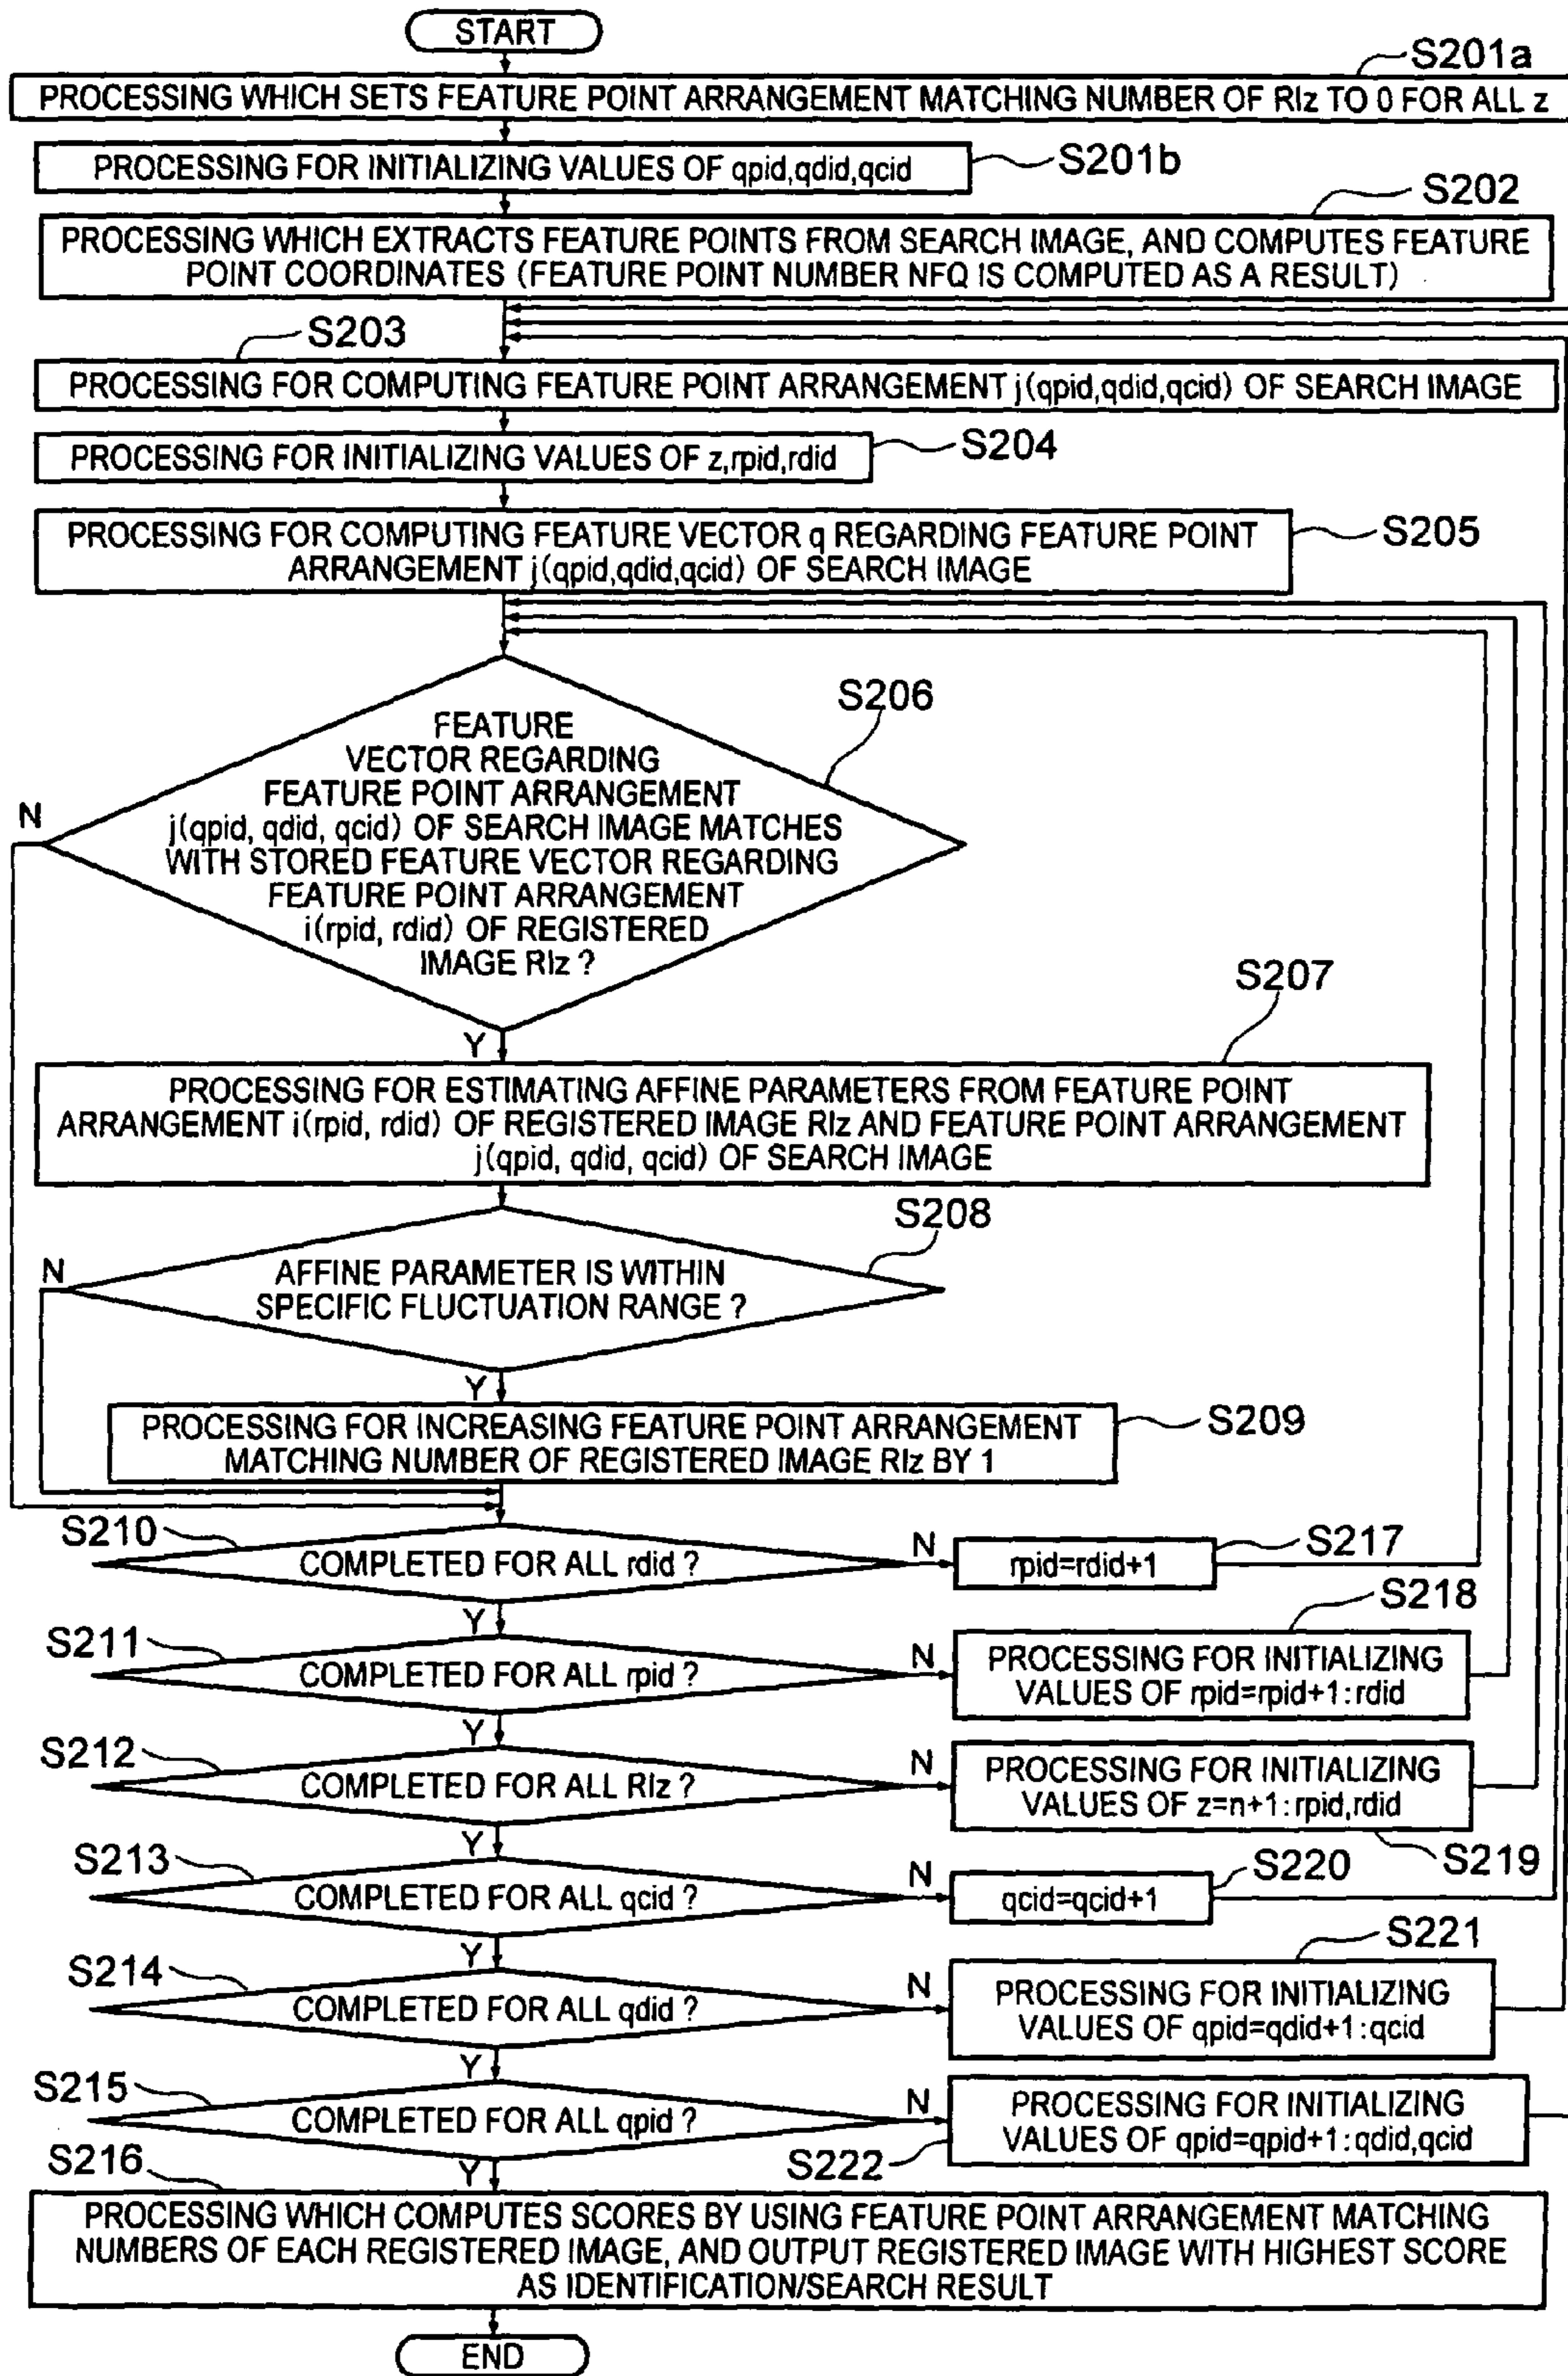 START
S201a
PROCESSING WHICH SETS FEATURE POINT ARRANGEMENT MATCHING NUMBER OF RIz TO 0 FOR ALL z
PROCESSING FOR INITIALIZING VALUES OF qpid,qdid,qcid
S201b
S202
PROCESSING WHICH EXTRACTS FEATURE POINTS FROM SEARCH IMAGE, AND COMPUTES FEATURE
POINT COORDINATES (FEATURE POINT NUMBER NFQ IS COMPUTED AS A RESULT)
S203
PROCESSING FOR COMPUTING FEATURE POINT ARRANGEMENT j(qpid,qdid,qcid) OF SEARCH IMAGE
PROCESSING FOR INITIALIZING VALUES OF z,rpid,rdid
S204
PROCESSING FOR COMPUTING FEATURE VECTOR q REGARDING FEATURE POINT
ARRANGEMENT j(qpid,qdid,qcid) OF SEARCH IMAGE
S205
S206
FEATURE
VECTOR REGARDING
FEATURE POINT ARRANGEMENT
j(qpid, qdid, qcid) OF SEARCH IMAGE MATCHES
WITH STORED FEATURE VECTOR REGARDING
FEATURE POINT ARRANGEMENT
i(rpid, rdid) OF REGISTERED
IMAGE RIz ?
N
Y
S207
PROCESSING FOR ESTIMATING AFFINE PARAMETERS FROM FEATURE POINT
ARRANGEMENT i(rpid, rdid) OF REGISTERED IMAGE RIz AND FEATURE POINT ARRANGEMENT
j(qpid, qdid, qcid) OF SEARCH IMAGE
S208
N
AFFINE PARAMETER IS WITHIN
SPECIFIC FLUCTUATION RANGE ?
Y
PROCESSING FOR INCREASING FEATURE POINT ARRANGEMENT
MATCHING NUMBER OF REGISTERED IMAGE RIz BY 1
S209
S210
COMPLETED FOR ALL rdid ?
N
rpid=rdid+1
S217
Y
S211
COMPLETED FOR ALL rpid ?
N
S218
PROCESSING FOR INITIALIZING
VALUES OF rpid=rpid+1:rdid
Y
S212
COMPLETED FOR ALL RIz ?
N
PROCESSING FOR INITIALIZING
VALUES OF z=n+1:rpid,rdid
S219
Y
S213
COMPLETED FOR ALL qcid ?
N
qcid=qcid+1
S220
Y
S214
COMPLETED FOR ALL qdid ?
N
S221
PROCESSING FOR INITIALIZING
VALUES OF qpid=qdid+1:qcid
Y
S215
COMPLETED FOR ALL qpid ?
N
PROCESSING FOR INITIALIZING
VALUES OF qpid=qpid+1:qdid,qcid
S222
Y
S216
PROCESSING WHICH COMPUTES SCORES BY USING FEATURE POINT ARRANGEMENT MATCHING
NUMBERS OF EACH REGISTERED IMAGE, AND OUTPUT REGISTERED IMAGE WITH HIGHEST SCORE
AS IDENTIFICATION/SEARCH RESULT
END